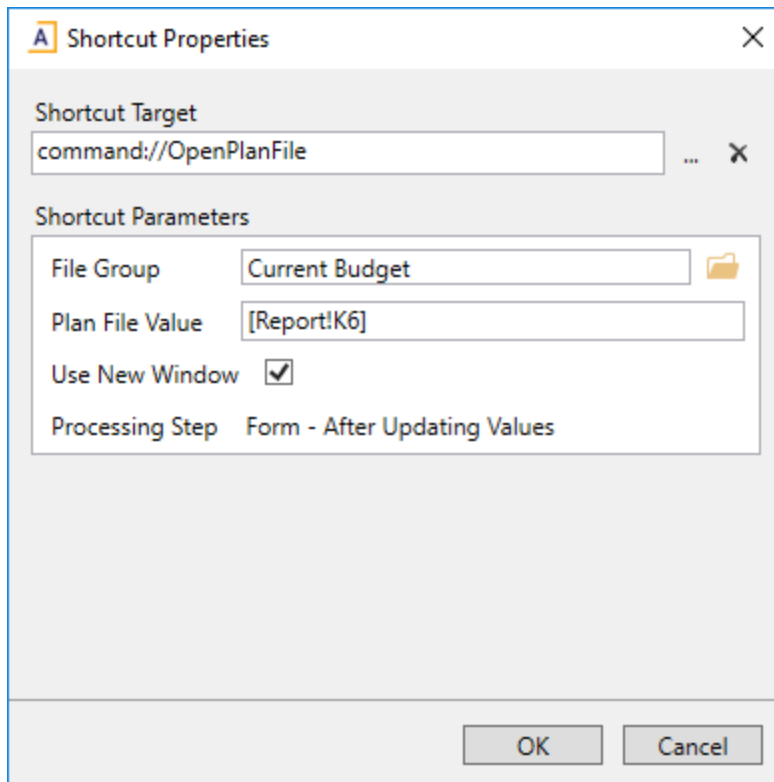 A Shortcut Properties
Shortcut Target
command://OpenPlanFile
...
Shortcut Parameters
File Group Current Budget
Plan File Value [Report!K6]
Use New Window
Processing Step Form - After Updating Values
OK Cancel